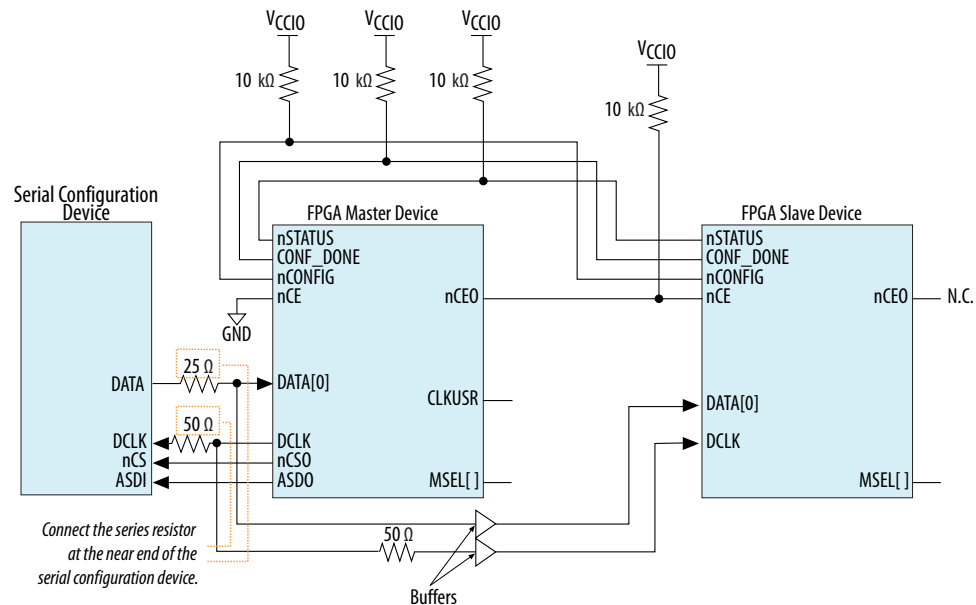 VCCIO VCCIO VCCIO
VCCIO
10 kΩ 10 kΩ 10 kΩ
10 kΩ
Serial Configuration
Device
FPGA Master Device
FPGA Slave Device
nSTATUS
CONF_DONE
nCONFIG
nCE
nCEO
GND
nSTATUS
CONF_DONE
nCONFIG
nCE
nCEO
N.C.
25 Ω
DATA
DATA[0]
CLKUSR
DATA[0]
50 Ω
DCLK
DCLK
DCLK
nCS
nCSO
ASDI
ASDO
MSEL[ ]
MSEL[ ]
Connect the series resistor
at the near end of the
serial configuration device.
50 Ω
Buffers